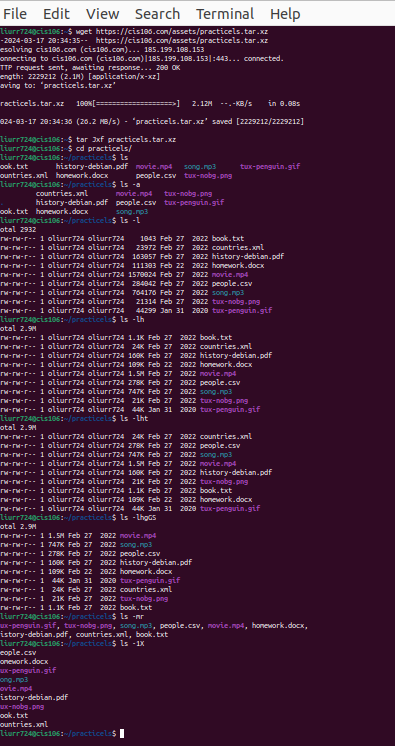 File Edit View Search Terminal Help
liurr724@cis106:~$ wget https://cis106.com/assets/practicels.tar.xz
-2024-03-17 20:34:35-- https://cis106.com/assets/practicels.tar.xz
esolving cis106.com (cis106.com)... 185.199.108.153
onnecting to cis106.com (cis106.com)|185.199.108.153|:443... connected.
TTP request sent, awaiting response... 200 OK
ength: 2229212 (2.1M) [application/x-xz]
aving to: ‘practicels.tar.xz’
racticels.tar.xz 100%[===================>] 2.12M --.-KB/s in 0.08s
024-03-17 20:34:36 (26.2 MB/s) - ‘practicels.tar.xz’ saved [2229212/2229212]
liurr724@cis106:~$ tar Jxf practicels.tar.xz
liurr724@cis106:~$ cd practicels/
liurr724@cis106:~/practicels$ ls
ook.txt history-debian.pdf movie.mp4 song.mp3 tux-penguin.gif
ountries.xml homework.docx people.csv tux-nobg.png
liurr724@cis106:~/practicels$ ls -a
countries.xml movie.mp4 tux-nobg.png
. history-debian.pdf people.csv tux-penguin.gif
ook.txt homework.docx song.mp3
liurr724@cis106:~/practicels$ ls -l
total 2932
rw-rw-r-- 1 oliurr724 oliurr724 1043 Feb 27 2022 book.txt
rw-rw-r-- 1 oliurr724 oliurr724 23972 Feb 27 2022 countries.xml
rw-rw-r-- 1 oliurr724 oliurr724 163057 Feb 27 2022 history-debian.pdf
rw-rw-r-- 1 oliurr724 oliurr724 111303 Feb 22 2022 homework.docx
rw-rw-r-- 1 oliurr724 oliurr724 1570024 Feb 27 2022 movie.mp4
rw-rw-r-- 1 oliurr724 oliurr724 284042 Feb 27 2022 people.csv
rw-rw-r-- 1 oliurr724 oliurr724 764176 Feb 27 2022 song.mp3
rw-rw-r-- 1 oliurr724 oliurr724 21314 Feb 27 2022 tux-nobg.png
rw-rw-r-- 1 oliurr724 oliurr724 44299 Jan 31 2020 tux-penguin.gif
liurr724@cis106:~/practicels$ ls -lh
otal 2.9M
rw-rw-r-- 1 oliurr724 oliurr724 1.1K Feb 27 2022 book.txt
rw-rw-r-- 1 oliurr724 oliurr724 24K Feb 27 2022 countries.xml
rw-rw-r-- 1 oliurr724 oliurr724 160K Feb 27 2022 history-debian.pdf
rw-rw-r-- 1 oliurr724 oliurr724 109K Feb 22 2022 homework.docx
rw-rw-r-- 1 oliurr724 oliurr724 1.5M Feb 27 2022 movie.mp4
rw-rw-r-- 1 oliurr724 oliurr724 278K Feb 27 2022 people.csv
rw-rw-r-- 1 oliurr724 oliurr724 747K Feb 27 2022 song.mp3
rw-rw-r-- 1 oliurr724 oliurr724 21K Feb 27 2022 tux-nobg.png
rw-rw-r-- 1 oliurr724 oliurr724 44K Jan 31 2020 tux-penguin.gif
liurr724@cis106:~/practicels$ ls -lht
otal 2.9M
rw-rw-r-- 1 oliurr724 oliurr724 24K Feb 27 2022 countries.xml
rw-rw-r-- 1 oliurr724 oliurr724 278K Feb 27 2022 people.csv
rw-rw-r-- 1 oliurr724 oliurr724 747K Feb 27 2022 song.mp3
rw-rw-r-- 1 oliurr724 oliurr724 1.5M Feb 27 2022 movie.mp4
rw-rw-r-- 1 oliurr724 oliurr724 160K Feb 27 2022 history-debian.pdf
rw-rw-r-- 1 oliurr724 oliurr724 21K Feb 27 2022 tux-nobg.png
rw-rw-r-- 1 oliurr724 oliurr724 1.1K Feb 27 2022 book.txt
rw-rw-r-- 1 oliurr724 oliurr724 109K Feb 22 2022 homework.docx
rw-rw-r-- 1 oliurr724 oliurr724 44K Jan 31 2020 tux-penguin.gif
liurr724@cis106:~/practicels$ ls -lhgGS
otal 2.9M
rw-rw-r-- 1 1.5M Feb 27 2022 movie.mp4
rw-rw-r-- 1 747K Feb 27 2022 song.mp3
rw-rw-r-- 1 278K Feb 27 2022 people.csv
rw-rw-r-- 1 160K Feb 27 2022 history-debian.pdf
rw-rw-r-- 1 109K Feb 22 2022 homework.docx
rw-rw-r-- 1 44K Jan 31 2020 tux-penguin.gif
rw-rw-r-- 1 24K Feb 27 2022 countries.xml
rw-rw-r-- 1 21K Feb 27 2022 tux-nobg.png
rw-rw-r-- 1 1.1K Feb 27 2022 book.txt
liurr724@cis106:~/practicels$ ls -mr
ux-penguin.gif, tux-nobg.png, song.mp3, people.csv, movie.mp4, homework.docx,
istory-debian.pdf, countries.xml, book.txt
liurr724@cis106:~/practicels$ ls -1X
eople.csv
omework.docx
ux-penguin.gif
ong.mp3
ovie.mp4
istory-debian.pdf
ux-nobg.png
ook.txt
ountries.xml
liurr724@cis106:~/practicels$